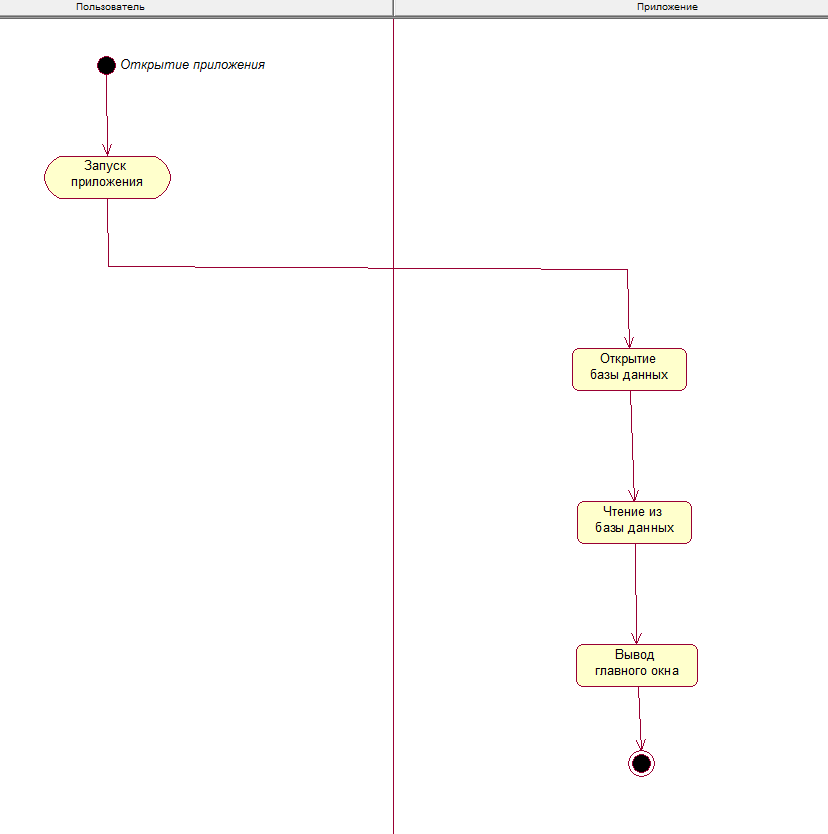 Пользователь
Приложение
Открытие приложения
Запуск
приложения
Открытие
базы данных
Чтение из
базы данных
Вывод
главного окна